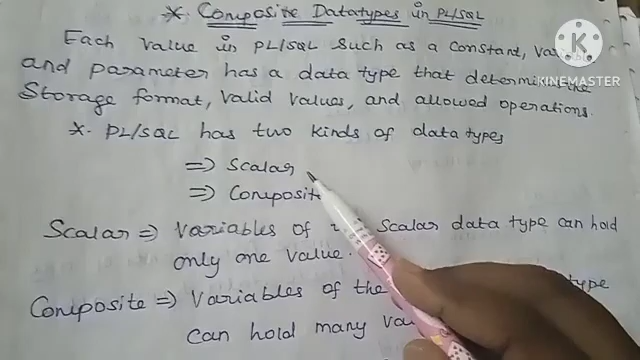 * Composite Datatypes in PL/SQL
Each value in PL/SQL such as a constant,
and parameter has a data type that
Storage format, valid values, and allowed operations.
* PL/SQL has two kinds of data types
⇒ Scalar
⇒ Composite
Scalar ⇒ Variables of Scalar data type can hold
only one value.
Composite ⇒ Variables of the type
can hold many
K
KINEMASTER